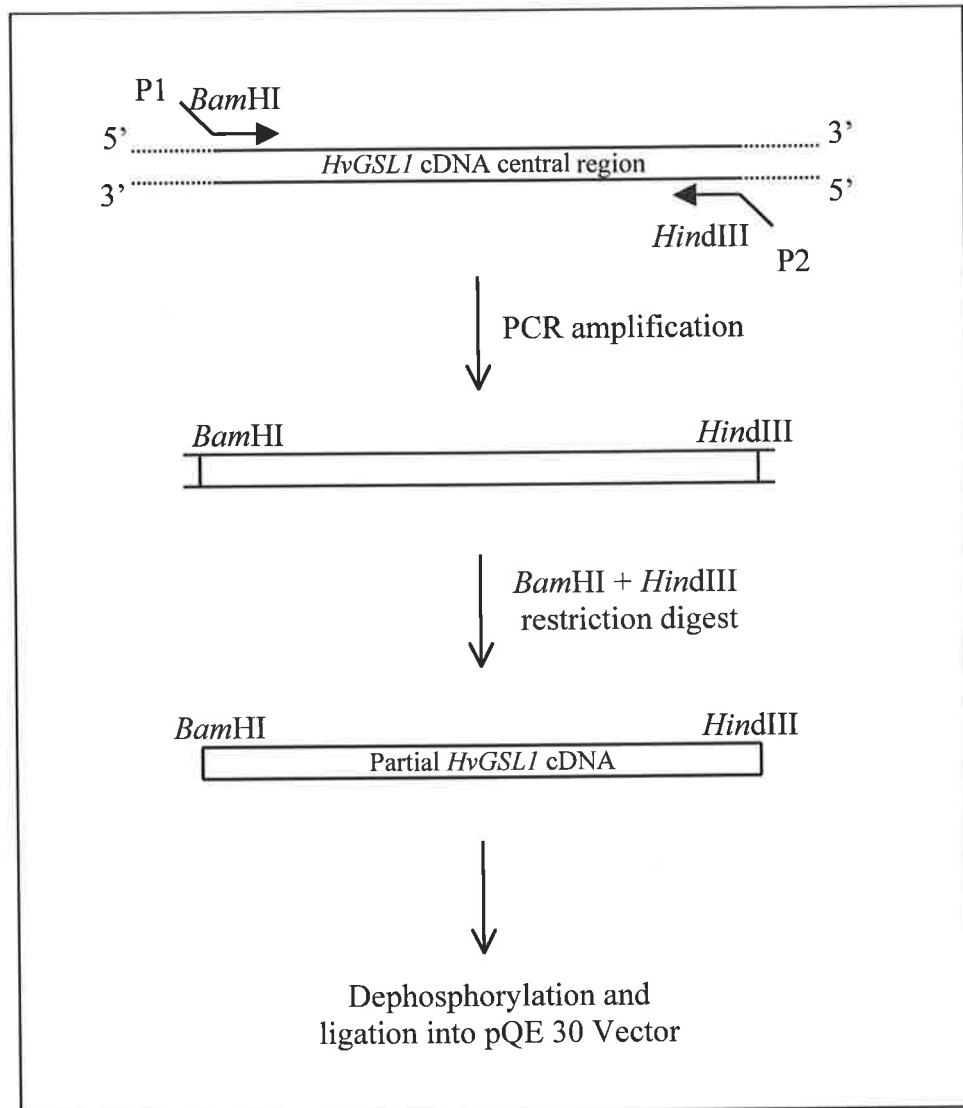 P1
BamHI
5’
3’
HvGSL1 cDNA central region
3’
5’
HindIII
P2
PCR amplification
BamHI
HindIII
BamHI + HindIII
restriction digest
BamHI
HindIII
Partial HvGSL1 cDNA
Dephosphorylation and
ligation into pQE 30 Vector